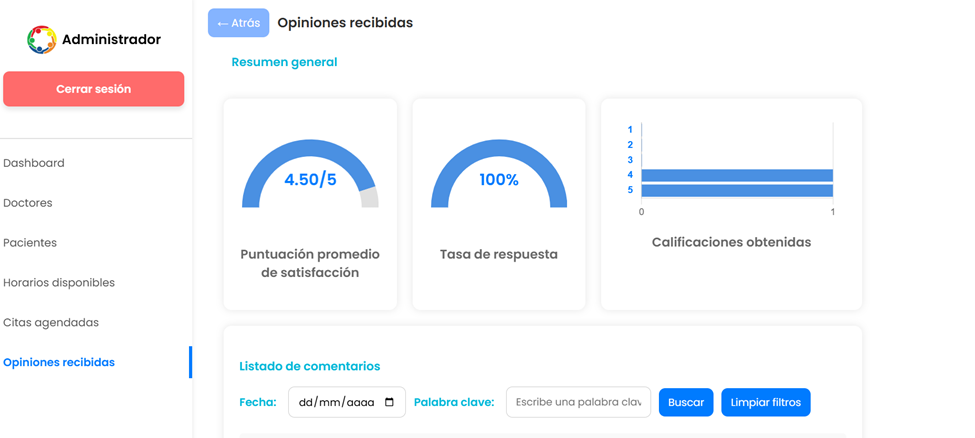 Administrador
Cerrar sesión
Dashboard
Doctores
Pacientes
Horarios disponibles
Citas agendadas
Opiniones recibidas
← Atrás
Opiniones recibidas
Resumen general
4.50/5
Puntuación promedio
de satisfacción
100%
Tasa de respuesta
1
2
3
4
5
0 1
Calificaciones obtenidas
Listado de comentarios
Fecha: dd/mm/aaaa Palabra clave: Escribe una palabra clav Buscar Limpiar filtros